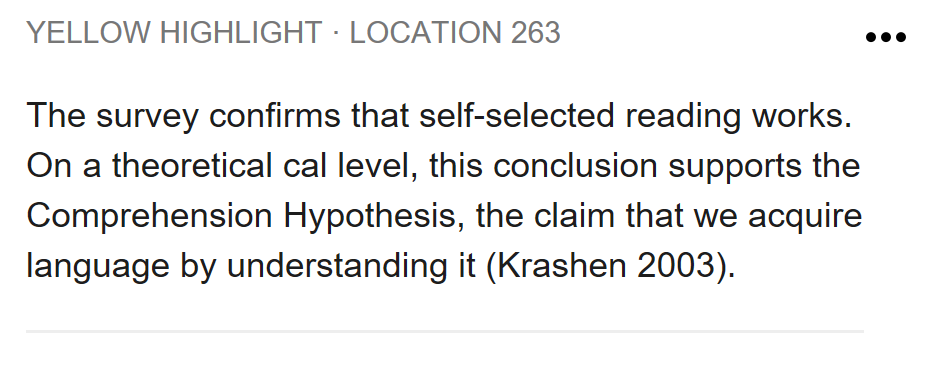 YELLOW HIGHLIGHT · LOCATION 263
The survey confirms that self-selected reading works.
On a theoretical cal level, this conclusion supports the
Comprehension Hypothesis, the claim that we acquire
language by understanding it (Krashen 2003).